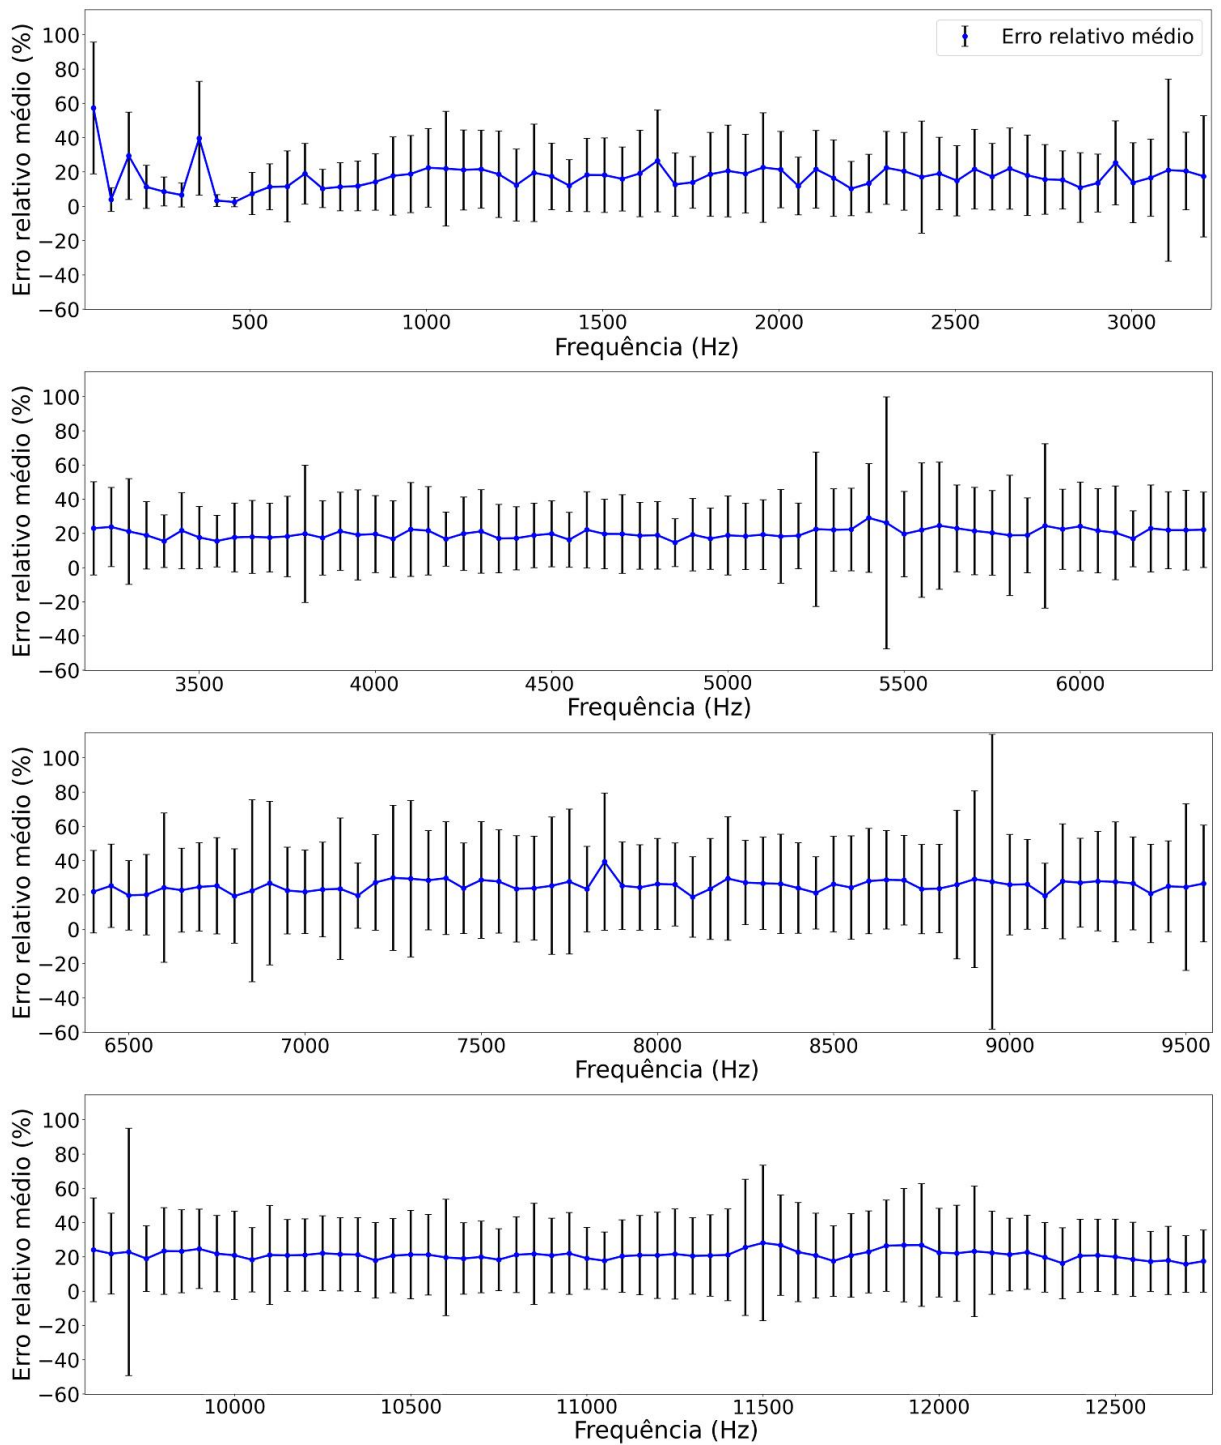 Erro relativo médio (%)
100
80
60
40
20
0
−20
−40
−60
Erro relativo médio
500 1000 1500 2000 2500 3000
Frequência (Hz)
Erro relativo médio (%)
100
80
60
40
20
0
−20
−40
−60
3500 4000 4500 5000 5500 6000
Frequência (Hz)
Erro relativo médio (%)
100
80
60
40
20
0
−20
−40
−60
6500 7000 7500 8000 8500 9000 9500
Frequência (Hz)
Erro relativo médio (%)
100
80
60
40
20
0
−20
−40
−60
10000 10500 11000 11500 12000 12500
Frequência (Hz)